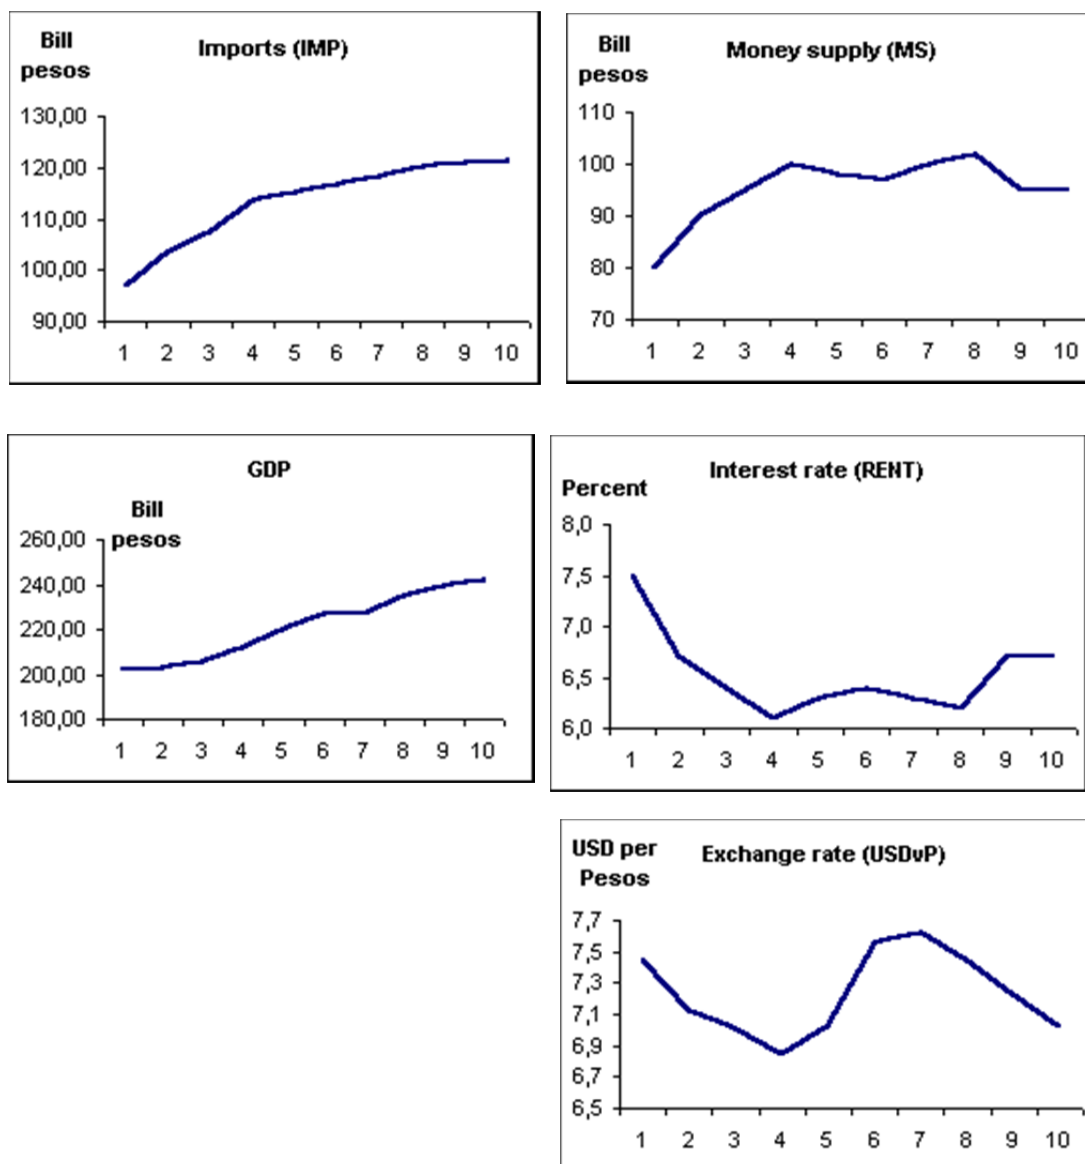 Bill
pesos
Imports (IMP)
130,00
120,00
110,00
100,00
90,00
1 2 3 4 5 6 7 8 9 10
Bill
pesos
Money supply (MS)
110
100
90
80
70
1 2 3 4 5 6 7 8 9 10
GDP
Bill
pesos
260,00
240,00
220,00
200,00
180,00
1 2 3 4 5 6 7 8 9 10
Interest rate (RENT)
Percent
8,0
7,5
7,0
6,5
6,0
1 2 3 4 5 6 7 8 9 10
USD per
Pesos
Exchange rate (USDvP)
7,7
7,5
7,3
7,1
6,9
6,7
6,5
1 2 3 4 5 6 7 8 9 10